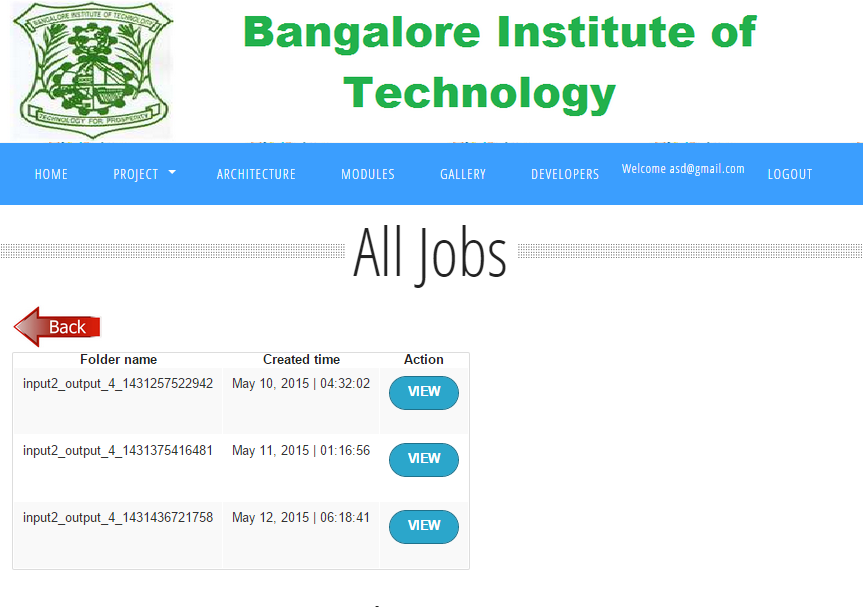 BANGALORE INSTITUTE OF TECHNOLOGY
TECHNOLOGY FOR PROSPERITY
Bangalore Institute of
Technology
HOME PROJECT ARCHITECTURE MODULES GALLERY DEVELOPERS Welcome asd@gmail.com LOGOUT
All Jobs
Back
Folder name Created time Action
input2_output_4_1431257522942 May 10, 2015 | 04:32:02 VIEW
input2_output_4_1431375416481 May 11, 2015 | 01:16:56 VIEW
input2_output_4_1431436721758 May 12, 2015 | 06:18:41 VIEW